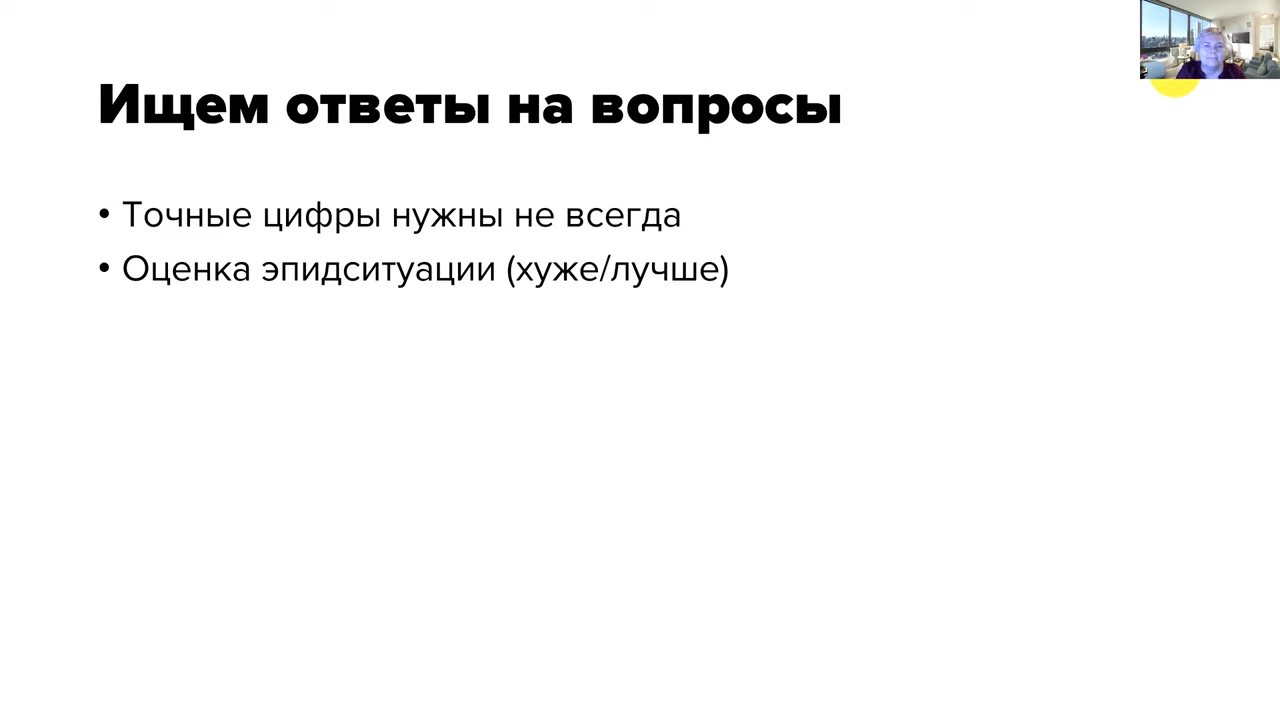 Ищем ответы на вопросы
• Точные цифры нужны не всегда
• Оценка эпидситуации (хуже/лучше)